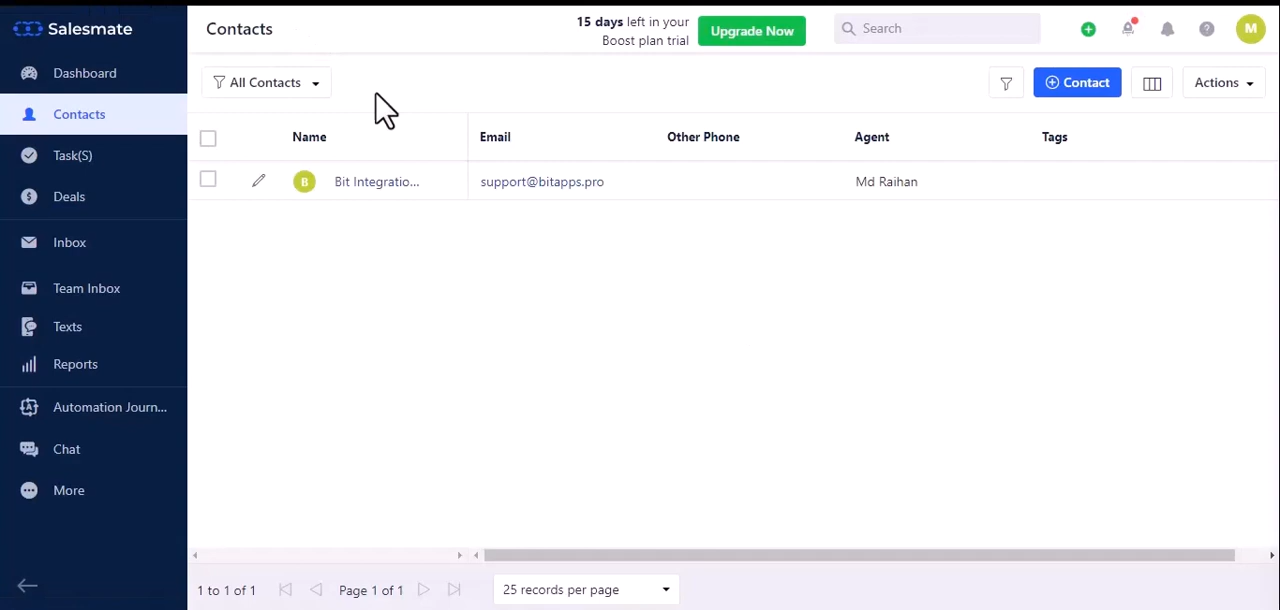 Salesmate
Contacts
15 days left in your
Boost plan trial
Upgrade Now
Search
M
Dashboard
Contacts
Task(S)
Deals
Inbox
Team Inbox
Texts
Reports
Automation Journ...
Chat
More
All Contacts
Contact
Actions
Name
Email
Other Phone
Agent
Tags
B
Bit Integratio...
support@bitapps.pro
Md Raihan
1 to 1 of 1
Page 1 of 1
25 records per page